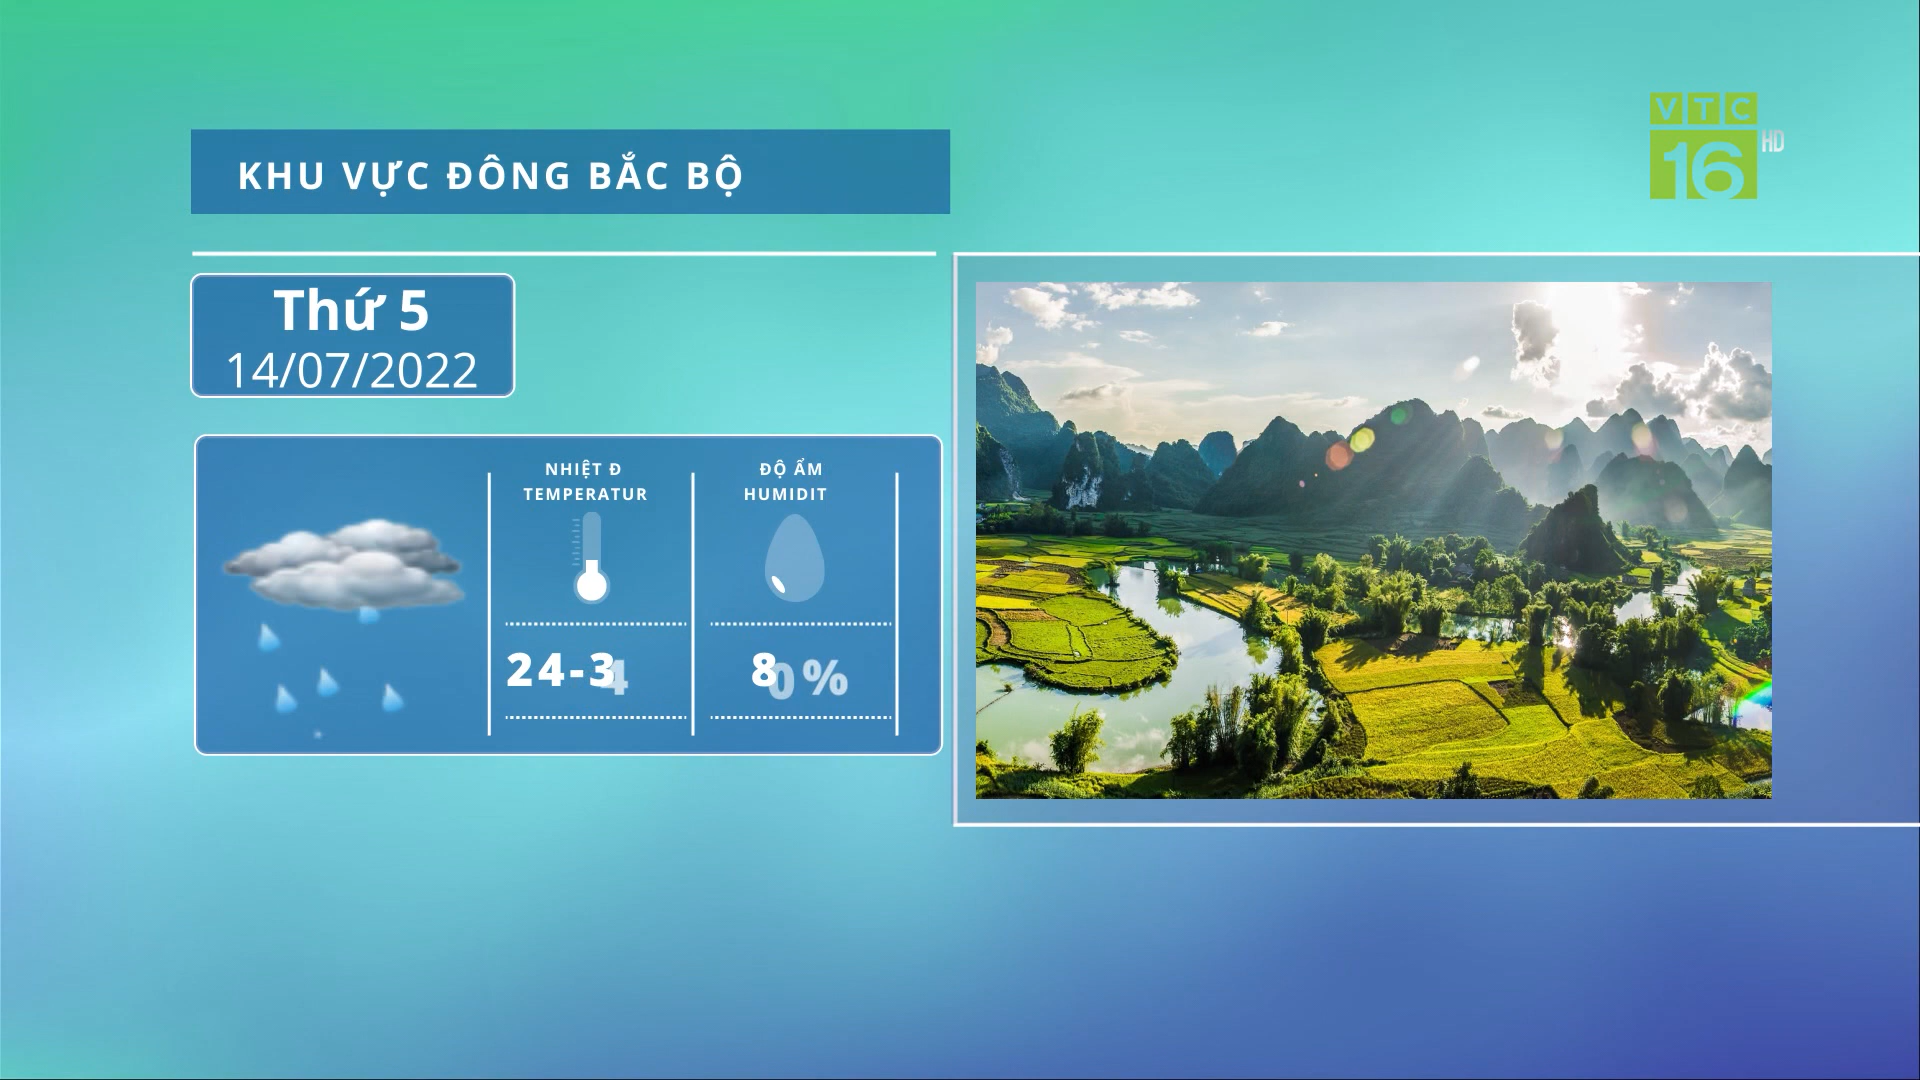 VTC
16
HD
KHU VỰC ĐÔNG BẮC BỘ
Thứ 5
14/07/2022
NHIỆT Đ
TEMPERATUR
ĐỘ ẨM
HUMIDIT
24-34
80%